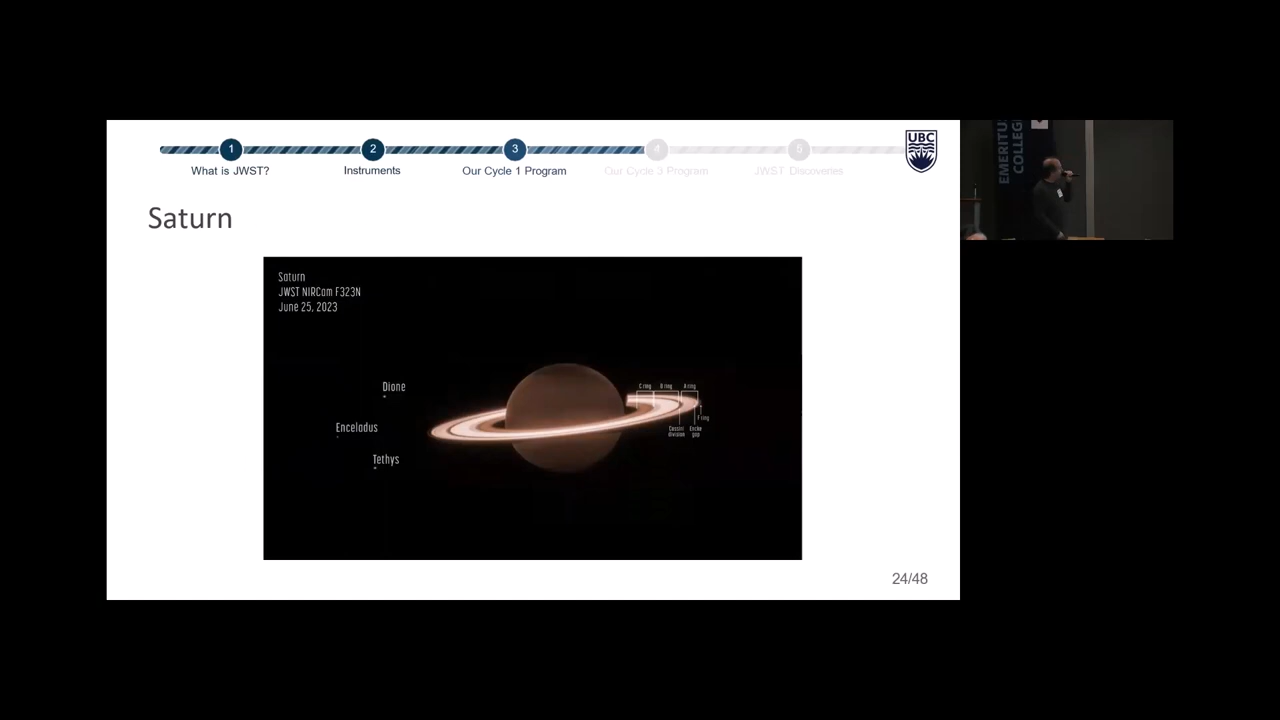 1 2 3 4 5
What is JWST? Instruments Our Cycle 1 Program Our Cycle 3 Program JWST Discoveries
UBC
EMERITUS
COLLEGE
Saturn
Saturn
JWST NIRCam F323N
June 25, 2023
Dione
Enceladus
Tethys
C ring B ring A ring
F ring
Cassini division
Encke gap
24/48